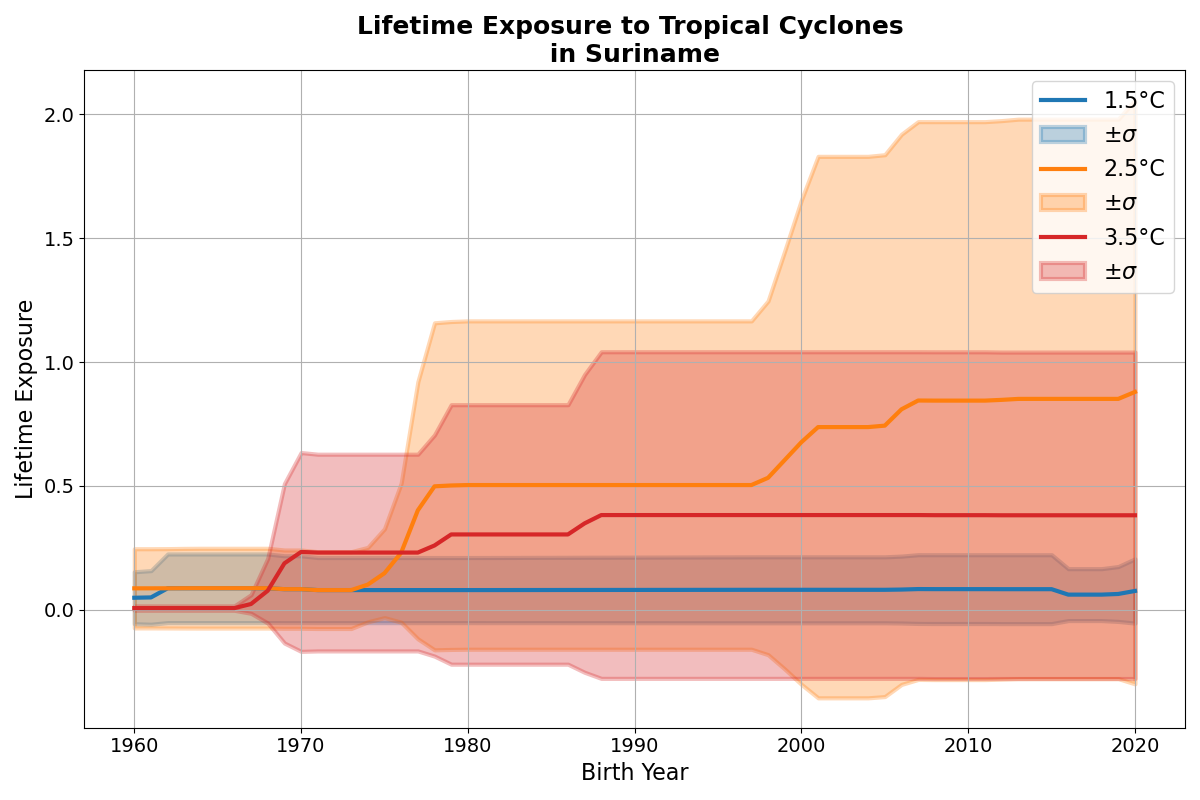 Lifetime Exposure to Tropical Cyclones
in Suriname
Lifetime Exposure
2.0
1.5
1.0
0.5
0.0
1.5°C
±σ
2.5°C
±σ
3.5°C
±σ
1960
1970
1980
1990
2000
2010
2020
Birth Year